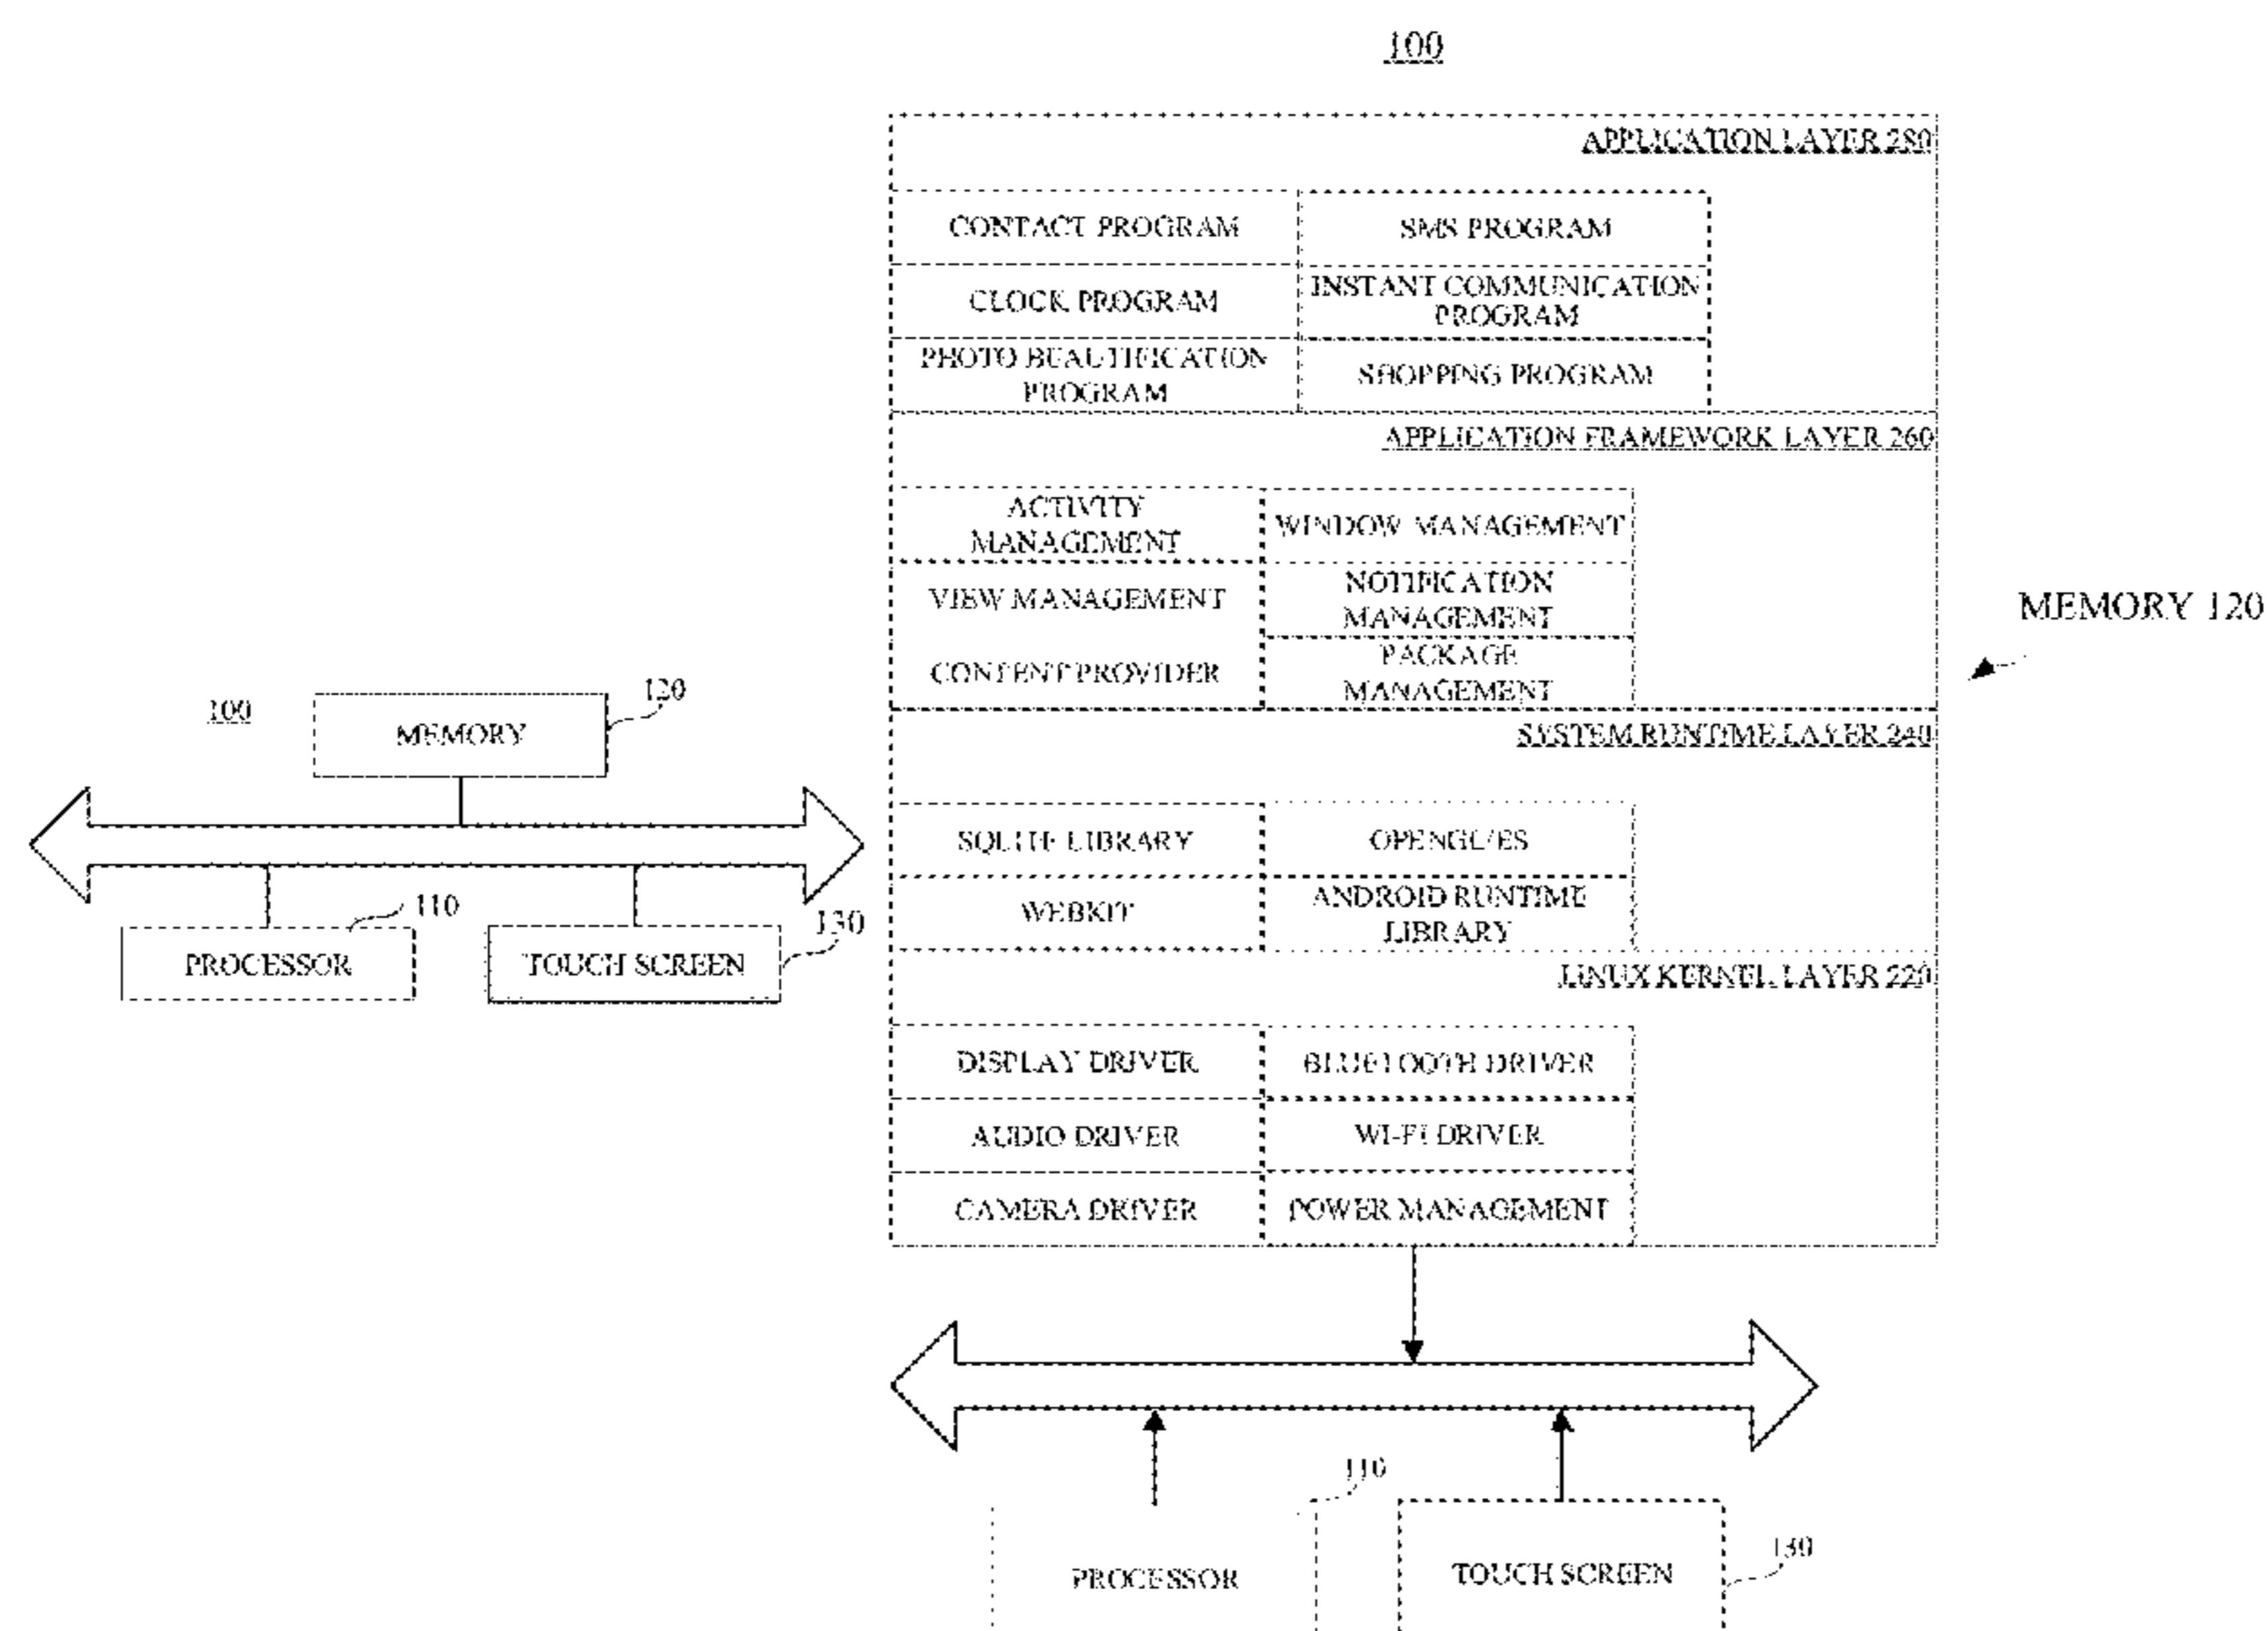 100
APPLICATION LAYER 280
CONTACT PROGRAM
SMS PROGRAM
CLOCK PROGRAM
INSTANT COMMUNICATION
PROGRAM
PHOTO BEAUTIFICATION
PROGRAM
SHOPPING PROGRAM
APPLICATION FRAMEWORK LAYER 260
ACTIVITY
MANAGEMENT
WINDOW MANAGEMENT
VIEW MANAGEMENT
NOTIFICATION
MANAGEMENT
CONTENT PROVIDER
PACKAGE
MANAGEMENT
SYSTEM RUNTIME LAYER 240
SQLITE LIBRARY
OPENGL/ES
WEBKIT
ANDROID RUNTIME
LIBRARY
LINUX KERNEL LAYER 220
DISPLAY DRIVER
BLUETOOTH DRIVER
AUDIO DRIVER
WI-FI DRIVER
CAMERA DRIVER
POWER MANAGEMENT
MEMORY 120
110
PROCESSOR
TOUCH SCREEN
130
100
MEMORY
120
110
PROCESSOR
TOUCH SCREEN
130